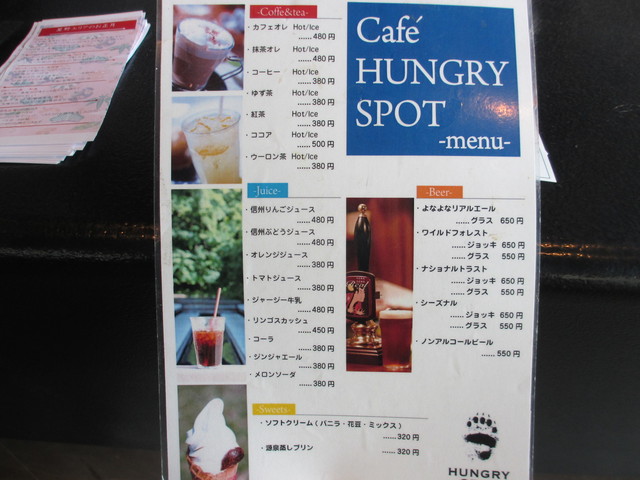 Café
HUNGRY
SPOT
-menu-
-Coffe&tea-
・カフェオレ Hot/Ice
......480円
・抹茶オレ Hot/Ice
......480円
・コーヒー Hot/Ice
......380円
・ゆず茶 Hot/Ice
......380円
・紅茶 Hot/Ice
......380円
・ココア Hot/Ice
......500円
・ウーロン茶 Hot/Ice
......380円
-Juice-
・信州りんごジュース
......480円
・信州ぶどうジュース
......480円
・オレンジジュース
......380円
・トマトジュース
......380円
・ジャージー牛乳
......480円
・リンゴスカッシュ
......450円
・コーラ
......380円
・ジンジャエール
......380円
・メロンソーダ
......380円
-Beer-
・よなよなリアルエール
......グラス 650円
・ワイルドフォレスト
......ジョッキ 650円
......グラス 550円
・ナショナルトラスト
......ジョッキ 650円
......グラス 550円
・シーズナル
......ジョッキ 650円
......グラス 550円
・ノンアルコールビール
......550円
-Sweets-
・ソフトクリーム(バニラ・花豆・ミックス)
......320円
・源泉蒸しプリン
......320円
HUNGRY